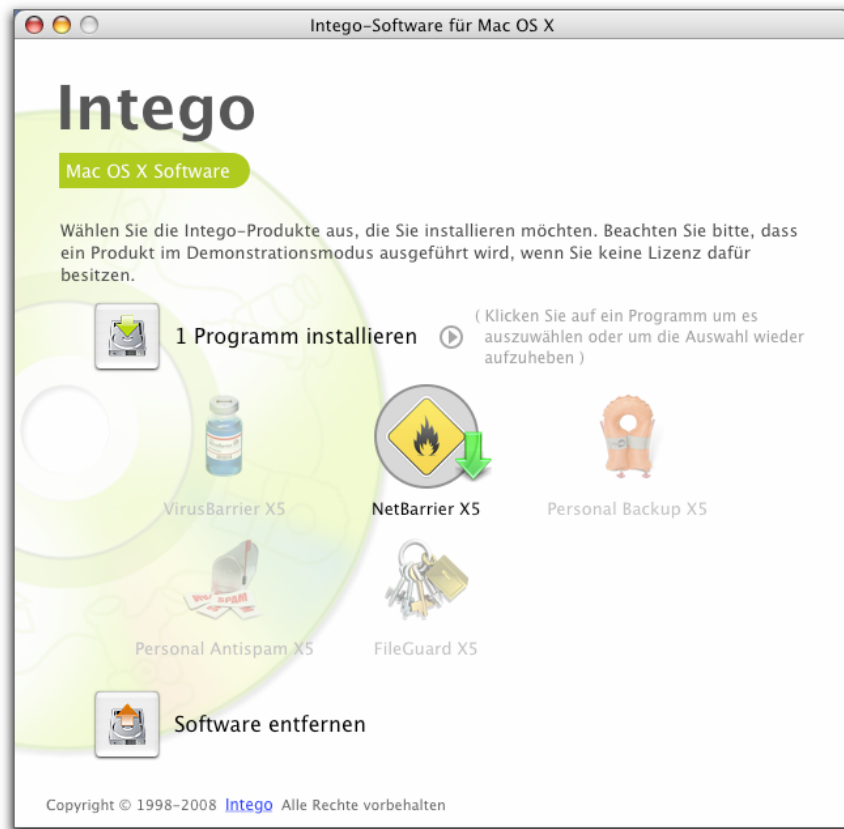 Intego-Software für Mac OS X
Intego
Mac OS X Software
Wählen Sie die Intego-Produkte aus, die Sie installieren möchten. Beachten Sie bitte, dass
ein Produkt im Demonstrationsmodus ausgeführt wird, wenn Sie keine Lizenz dafür
besitzen.
1 Programm installieren
( Klicken Sie auf ein Programm um es
auszuwählen oder um die Auswahl wieder
aufzuheben )
VirusBarrier X5
NetBarrier X5
Personal Backup X5
SPAM
Personal Antispam X5
FileGuard X5
Software entfernen
Copyright © 1998-2008 Intego Alle Rechte vorbehalten